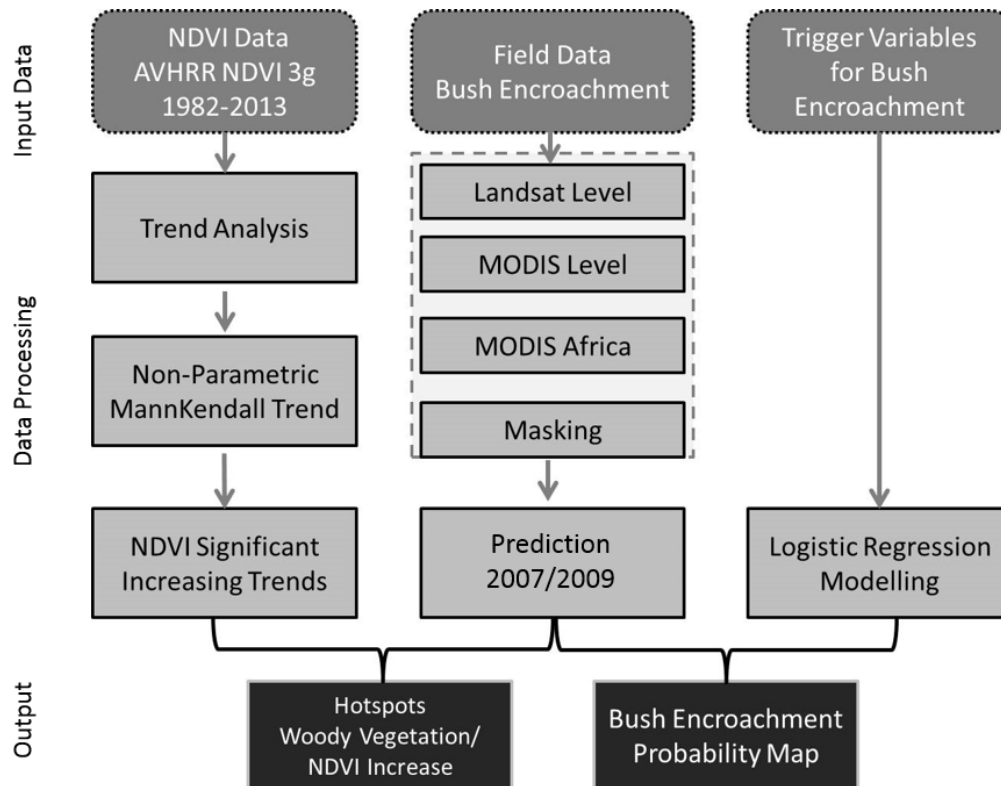 Input Data
NDVI Data
AVHRR NDVI 3g
1982-2013
Field Data
Bush Encroachment
Trigger Variables
for Bush
Encroachment
Data Processing
Trend Analysis
Landsat Level
MODIS Level
MODIS Africa
Masking
Non-Parametric
MannKendall Trend
NDVI Significant
Increasing Trends
Prediction
2007/2009
Logistic Regression
Modelling
Output
Hotspots
Woody Vegetation/
NDVI Increase
Bush Encroachment
Probability Map